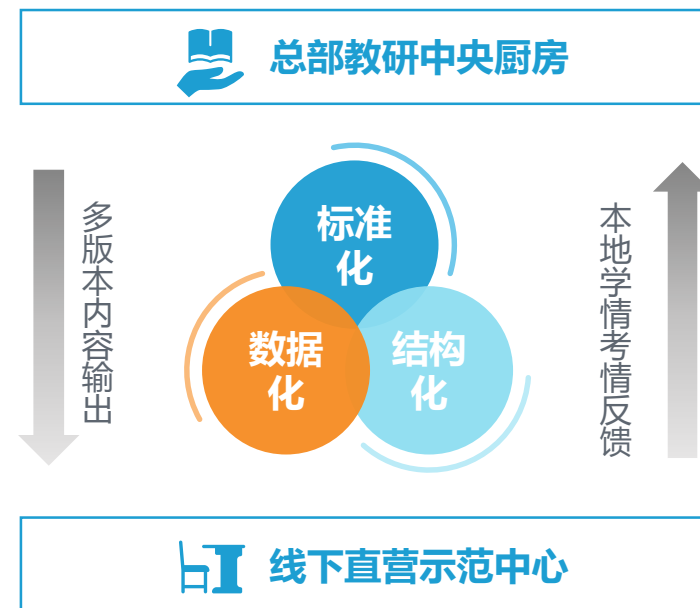 总部教研中央厨房
多版本内容输出
标准
化
数据
化
结构
化
本地学情考情反馈
线下直营示范中心